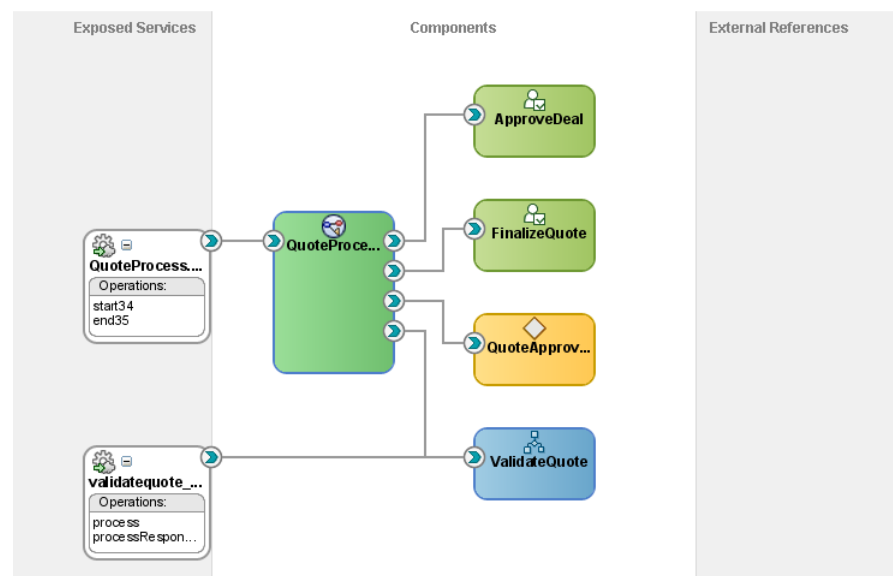 Exposed Services
Components
External References
ApproveDeal
FinalizeQuote
QuoteProcess....
Operations:
start34
end35
QuoteProce...
QuoteApprov...
validatequote_...
Operations:
process
processRespon...
ValidateQuote